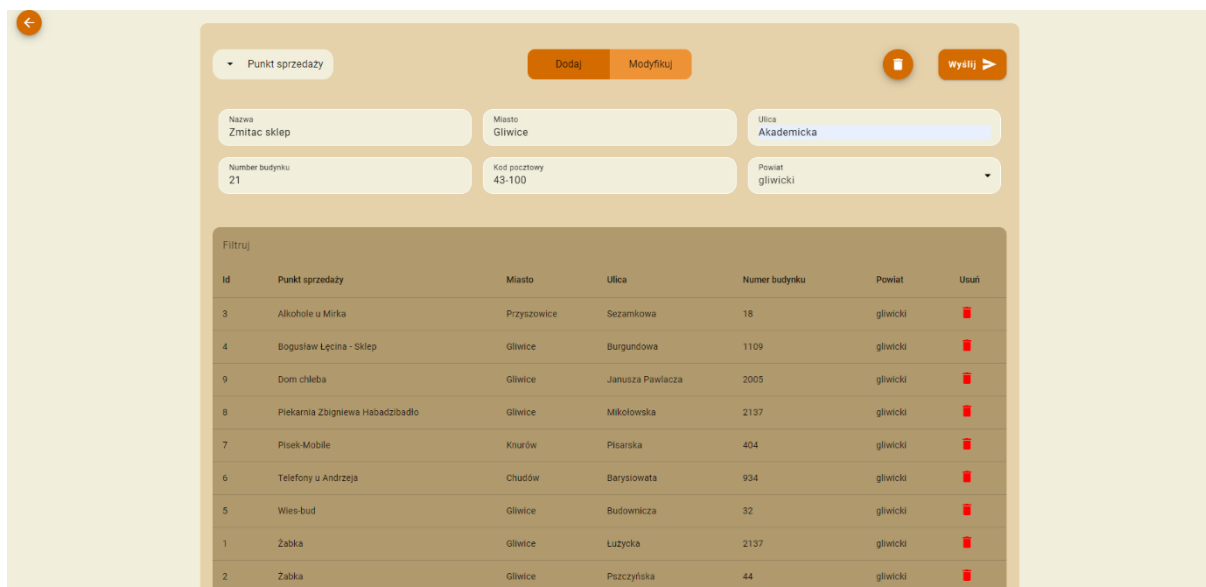 Punkt sprzedaży Dodaj Modyfikuj Wyślij
Nazwa Miasto Ulica
Zmitac sklep Gliwice Akademicka
Number budynku Kod pocztowy Powiat
21 43-100 gliwicki
Filtruj
Id Punkt sprzedaży Miasto Ulica Numer budynku Powiat Usuń
3 Alkohole u Mirka Przyszowice Sezamkowa 18 gliwicki
4 Bogusław Łęcina - Sklep Gliwice Burgundowa 1109 gliwicki
9 Dom chleba Gliwice Janusza Pawlacza 2005 gliwicki
8 Piekarnia Zbigniewa Habadzibadło Gliwice Mikołowska 2137 gliwicki
7 Pisek-Mobile Knurów Pisarska 404 gliwicki
6 Telefony u Andrzeja Chudów Barysiowata 934 gliwicki
5 Wies-bud Gliwice Budownicza 32 gliwicki
1 Żabka Gliwice Łużycka 2137 gliwicki
2 Żabka Gliwice Pszczyńska 44 gliwicki